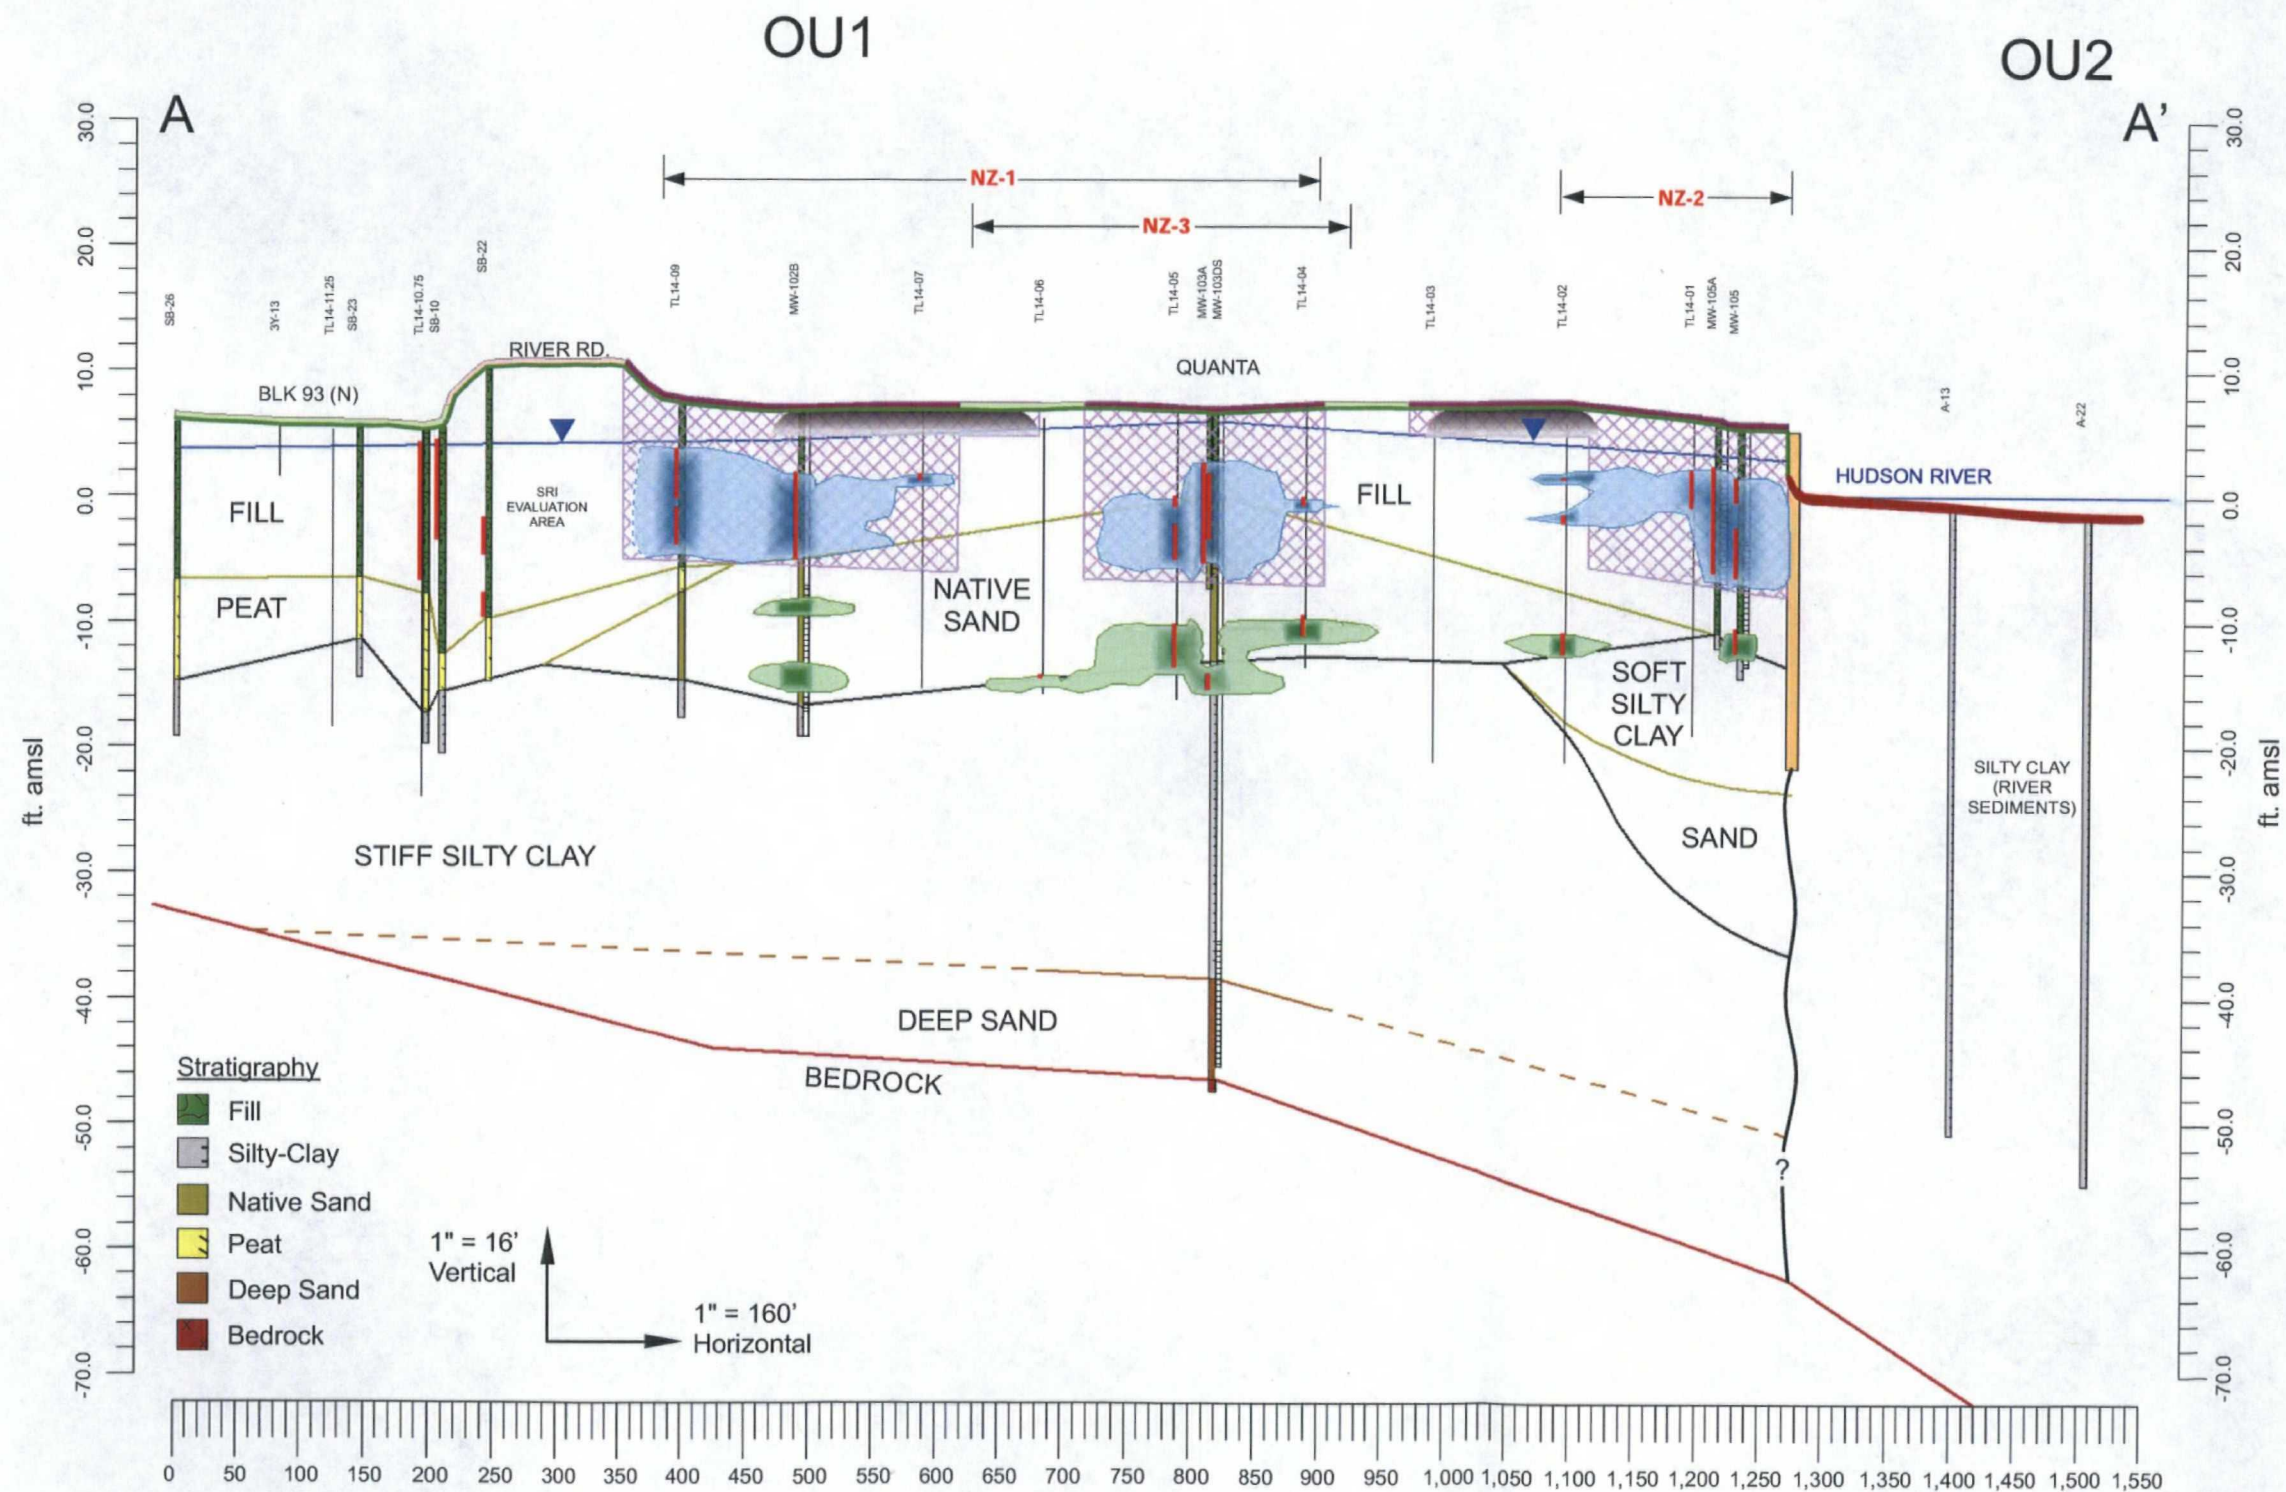 OU1
OU2
A
A'
NZ-1
NZ-2
NZ-3
30.0
20.0
10.0
0.0
-10.0
-20.0
-30.0
-40.0
-50.0
-60.0
-70.0
ft. amsl
SB-26
3Y-13
TL14-11.25
SB-23
TL14-10.75
SB-10
SB-22
TL14-09
MW-102B
TL14-07
TL14-06
TL14-05
MW-103A
MW-103DS
TL14-04
TL14-03
TL14-02
TL14-01
MW-105A
MW-105
A-13
A-22
30.0
20.0
10.0
0.0
-10.0
-20.0
-30.0
-40.0
-50.0
-60.0
-70.0
ft. amsl
RIVER RD.
BLK 93 (N)
QUANTA
HUDSON RIVER
FILL
SRI
EVALUATION
AREA
FILL
PEAT
NATIVE
SAND
SOFT
SILTY
CLAY
SILTY CLAY
(RIVER
SEDIMENTS)
SAND
STIFF SILTY CLAY
DEEP SAND
BEDROCK
?
Stratigraphy
Fill
Silty-Clay
Native Sand
Peat
Deep Sand
Bedrock
1" = 16'
Vertical
1" = 160'
Horizontal
0 50 100 150 200 250 300 350 400 450 500 550 600 650 700 750 800 850 900 950 1,000 1,050 1,100 1,150 1,200 1,250 1,300 1,350 1,400 1,450 1,500 1,550